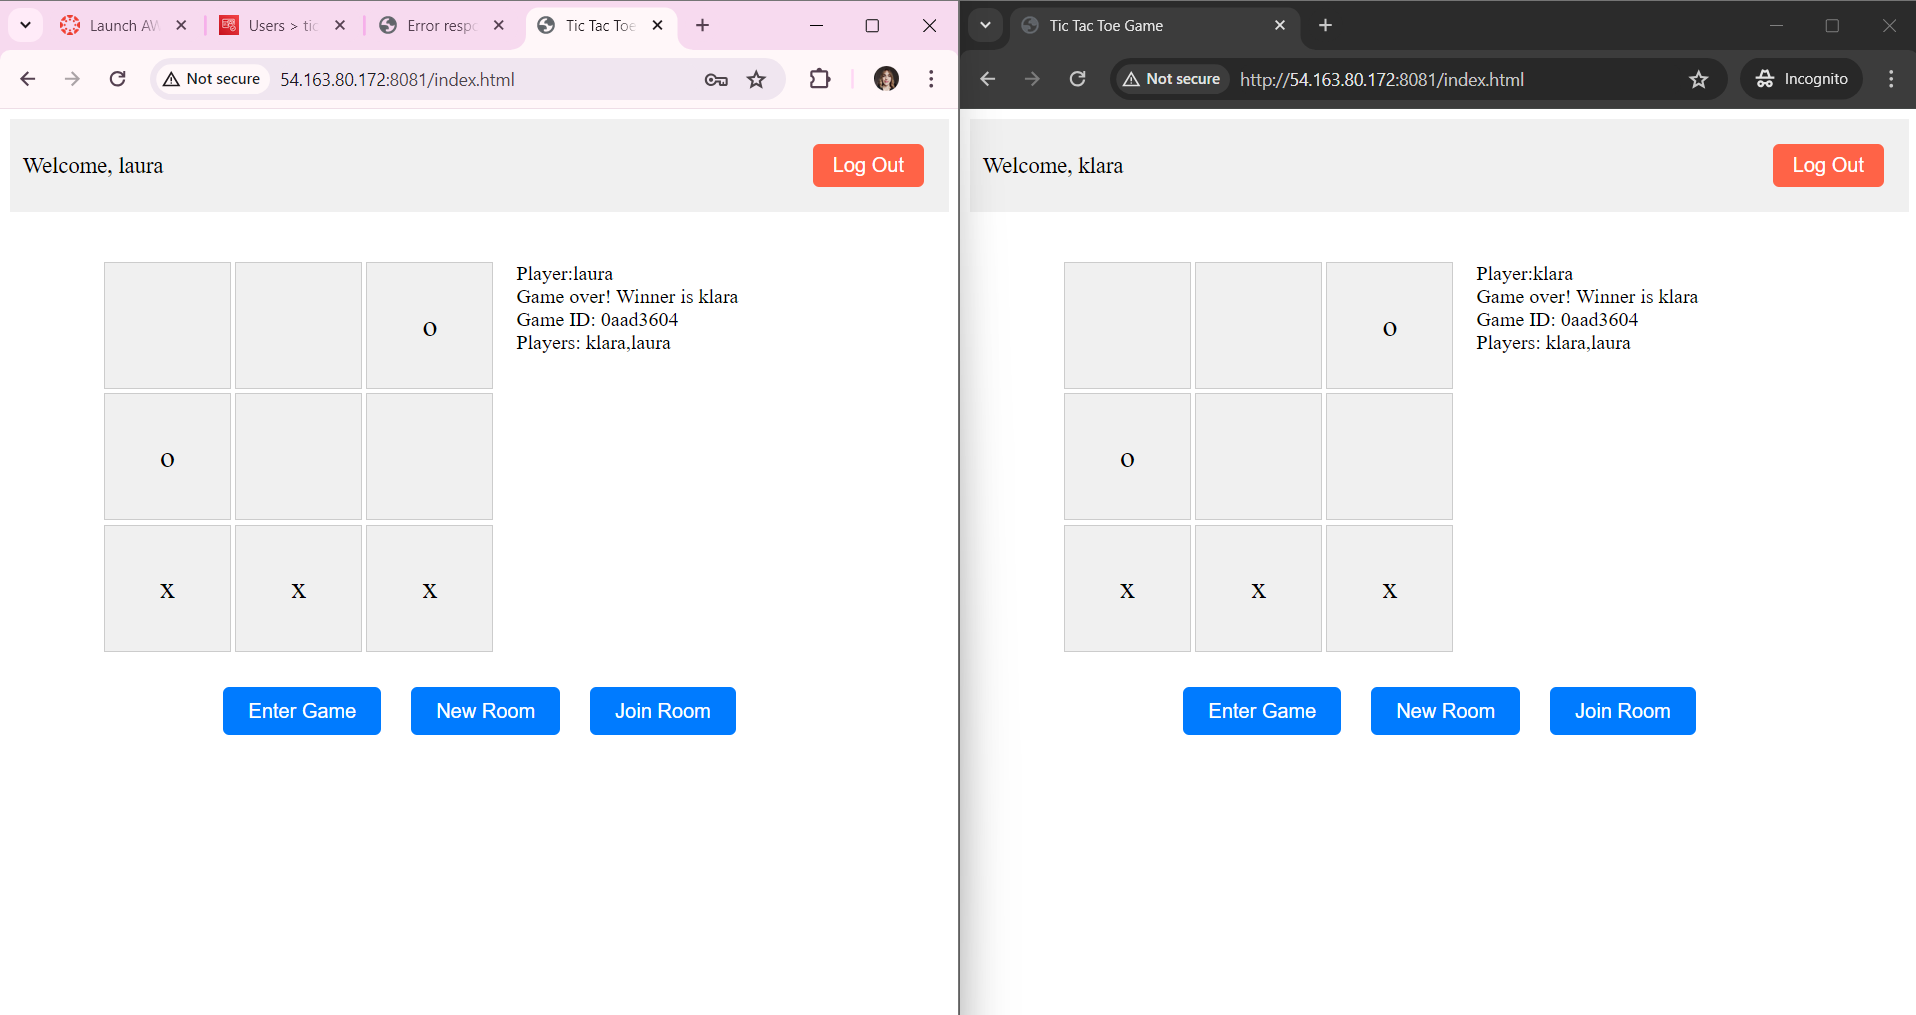 Launch AW
Users > tic
Error respo
Tic Tac Toe
Not secure
54.163.80.172:8081/index.html
Welcome, laura
Log Out
o
o
x x x
Player:laura
Game over! Winner is klara
Game ID: 0aad3604
Players: klara,laura
Enter Game
New Room
Join Room
Tic Tac Toe Game
Not secure
http://54.163.80.172:8081/index.html
Incognito
Welcome, klara
Log Out
o
o
x x x
Player:klara
Game over! Winner is klara
Game ID: 0aad3604
Players: klara,laura
Enter Game
New Room
Join Room